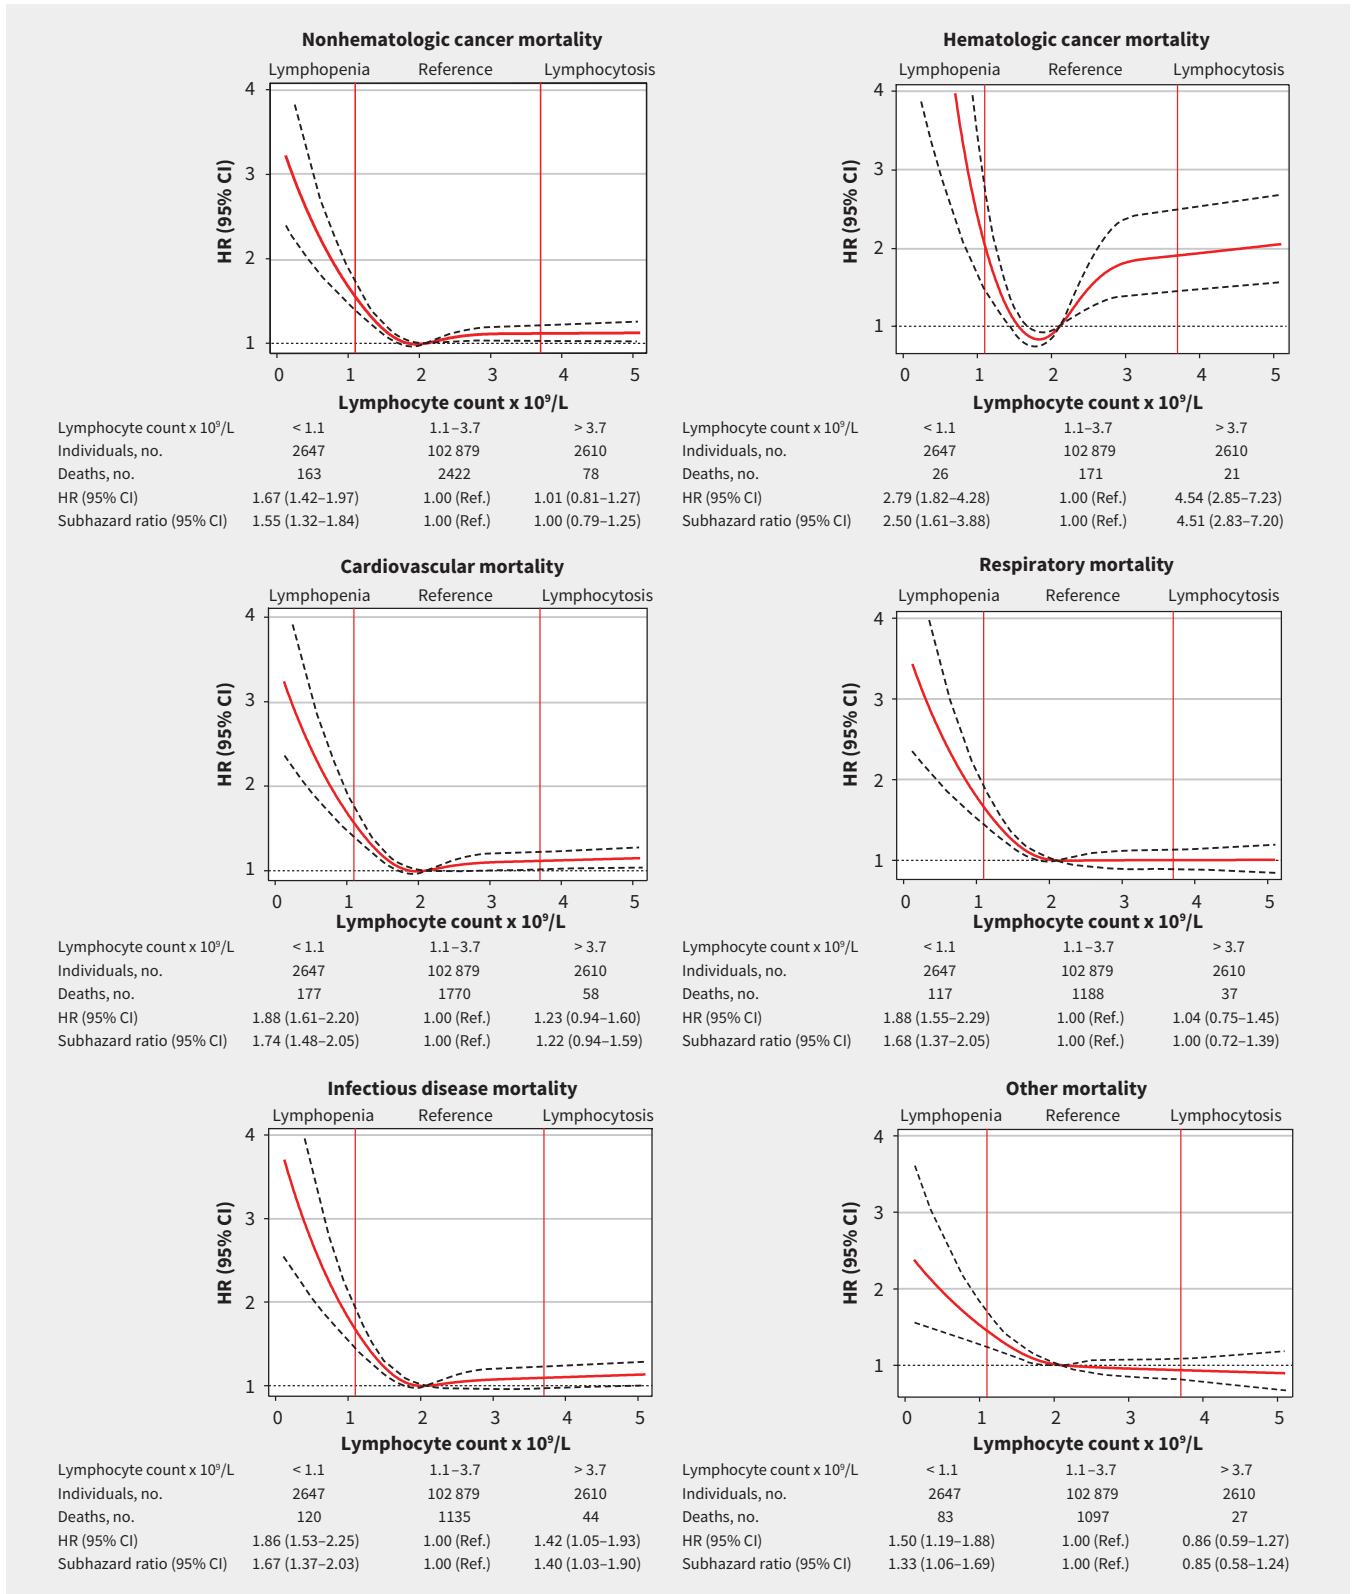 Nonhematologic cancer mortality
Lymphopenia Reference Lymphocytosis
HR (95% CI)
4
3
2
1
0 1 2 3 4 5
Lymphocyte count x 10⁹/L
Lymphocyte count x 10⁹/L < 1.1 1.1–3.7 > 3.7
Individuals, no. 2647 102 879 2610
Deaths, no. 163 2422 78
HR (95% CI) 1.67 (1.42–1.97) 1.00 (Ref.) 1.01 (0.81–1.27)
Subhazard ratio (95% CI) 1.55 (1.32–1.84) 1.00 (Ref.) 1.00 (0.79–1.25)
Hematologic cancer mortality
Lymphopenia Reference Lymphocytosis
HR (95% CI)
4
3
2
1
0 1 2 3 4 5
Lymphocyte count x 10⁹/L
Lymphocyte count x 10⁹/L < 1.1 1.1–3.7 > 3.7
Individuals, no. 2647 102 879 2610
Deaths, no. 26 171 21
HR (95% CI) 2.79 (1.82–4.28) 1.00 (Ref.) 4.54 (2.85–7.23)
Subhazard ratio (95% CI) 2.50 (1.61–3.88) 1.00 (Ref.) 4.51 (2.83–7.20)
Cardiovascular mortality
Lymphopenia Reference Lymphocytosis
HR (95% CI)
4
3
2
1
0 1 2 3 4 5
Lymphocyte count x 10⁹/L
Lymphocyte count x 10⁹/L < 1.1 1.1–3.7 > 3.7
Individuals, no. 2647 102 879 2610
Deaths, no. 177 1770 58
HR (95% CI) 1.88 (1.61–2.20) 1.00 (Ref.) 1.23 (0.94–1.60)
Subhazard ratio (95% CI) 1.74 (1.48–2.05) 1.00 (Ref.) 1.22 (0.94–1.59)
Respiratory mortality
Lymphopenia Reference Lymphocytosis
HR (95% CI)
4
3
2
1
0 1 2 3 4 5
Lymphocyte count x 10⁹/L
Lymphocyte count x 10⁹/L < 1.1 1.1–3.7 > 3.7
Individuals, no. 2647 102 879 2610
Deaths, no. 117 1188 37
HR (95% CI) 1.88 (1.55–2.29) 1.00 (Ref.) 1.04 (0.75–1.45)
Subhazard ratio (95% CI) 1.68 (1.37–2.05) 1.00 (Ref.) 1.00 (0.72–1.39)
Infectious disease mortality
Lymphopenia Reference Lymphocytosis
HR (95% CI)
4
3
2
1
0 1 2 3 4 5
Lymphocyte count x 10⁹/L
Lymphocyte count x 10⁹/L < 1.1 1.1–3.7 > 3.7
Individuals, no. 2647 102 879 2610
Deaths, no. 120 1135 44
HR (95% CI) 1.86 (1.53–2.25) 1.00 (Ref.) 1.42 (1.05–1.93)
Subhazard ratio (95% CI) 1.67 (1.37–2.03) 1.00 (Ref.) 1.40 (1.03–1.90)
Other mortality
Lymphopenia Reference Lymphocytosis
HR (95% CI)
4
3
2
1
0 1 2 3 4 5
Lymphocyte count x 10⁹/L
Lymphocyte count x 10⁹/L < 1.1 1.1–3.7 > 3.7
Individuals, no. 2647 102 879 2610
Deaths, no. 83 1097 27
HR (95% CI) 1.50 (1.19–1.88) 1.00 (Ref.) 0.86 (0.59–1.27)
Subhazard ratio (95% CI) 1.33 (1.06–1.69) 1.00 (Ref.) 0.85 (0.58–1.24)